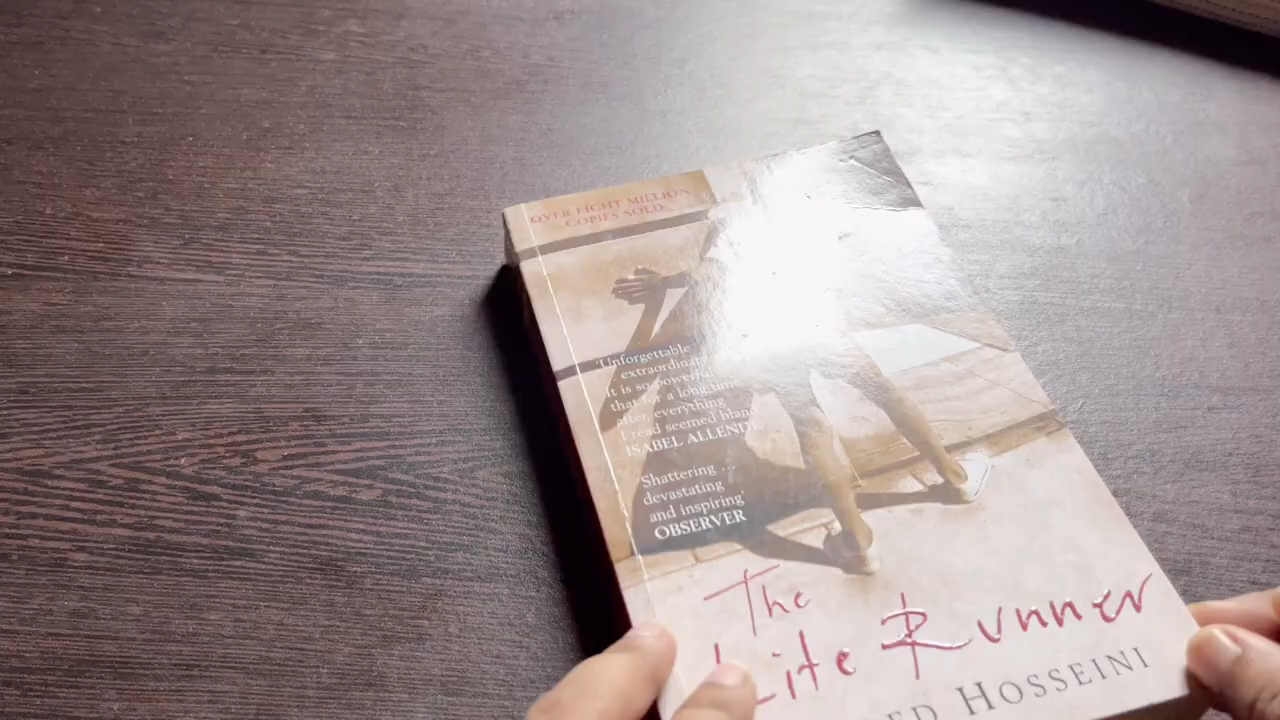 OVER EIGHT MILLION
COPIES SOLD
'Unforgettable
extraordinary
it is so powerful
that for a long time
after, everything
I read seemed bland
ISABEL ALLENDE
Shattering ...
devastating
and inspiring'
OBSERVER
The
Kite Runner
ED HOSSEINI